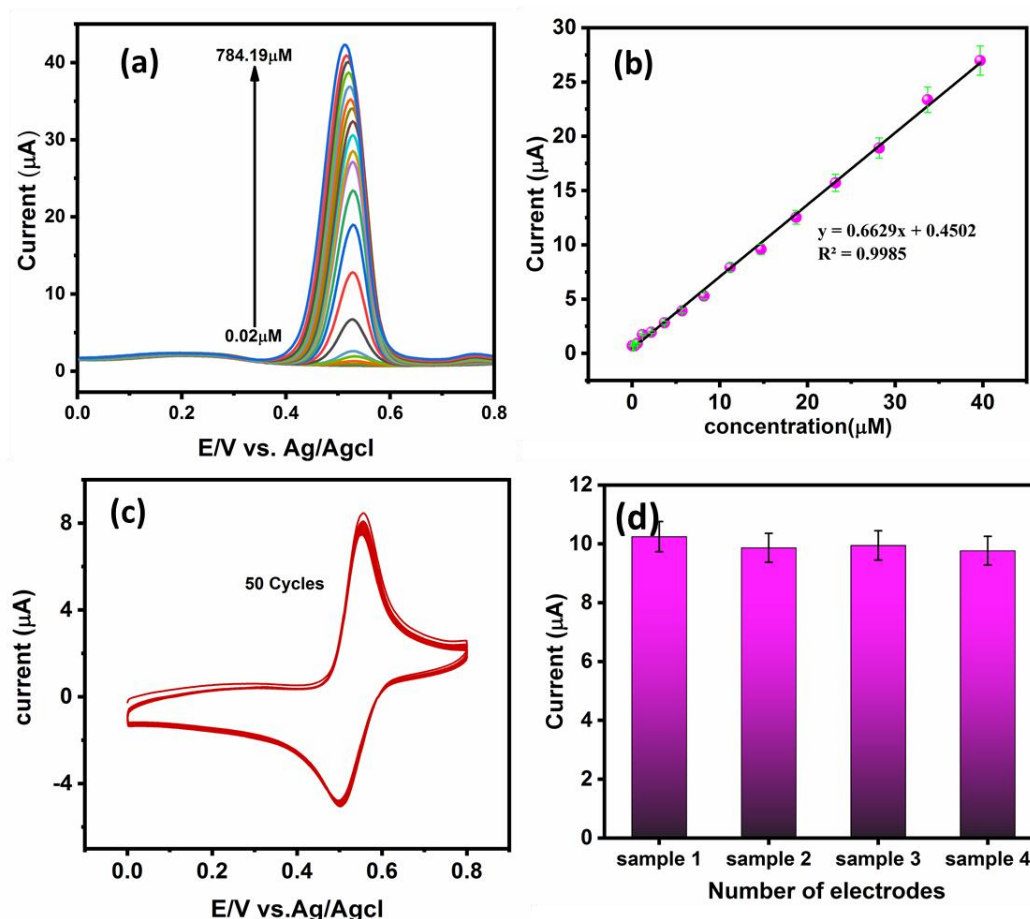 (a)
784.19μM
0.02μM
40
30
20
10
0
Current (μA)
0.0 0.2 0.4 0.6 0.8
E/V vs. Ag/Agcl
(b)
30
25
20
15
10
5
0
Current (μA)
y = 0.6629x + 0.4502
R² = 0.9985
0 10 20 30 40
concentration(μM)
(c)
50 Cycles
8
4
0
-4
current (μA)
0.0 0.2 0.4 0.6 0.8
E/V vs.Ag/Agcl
(d)
12
10
8
6
4
2
0
Current (μA)
sample 1 sample 2 sample 3 sample 4
Number of electrodes